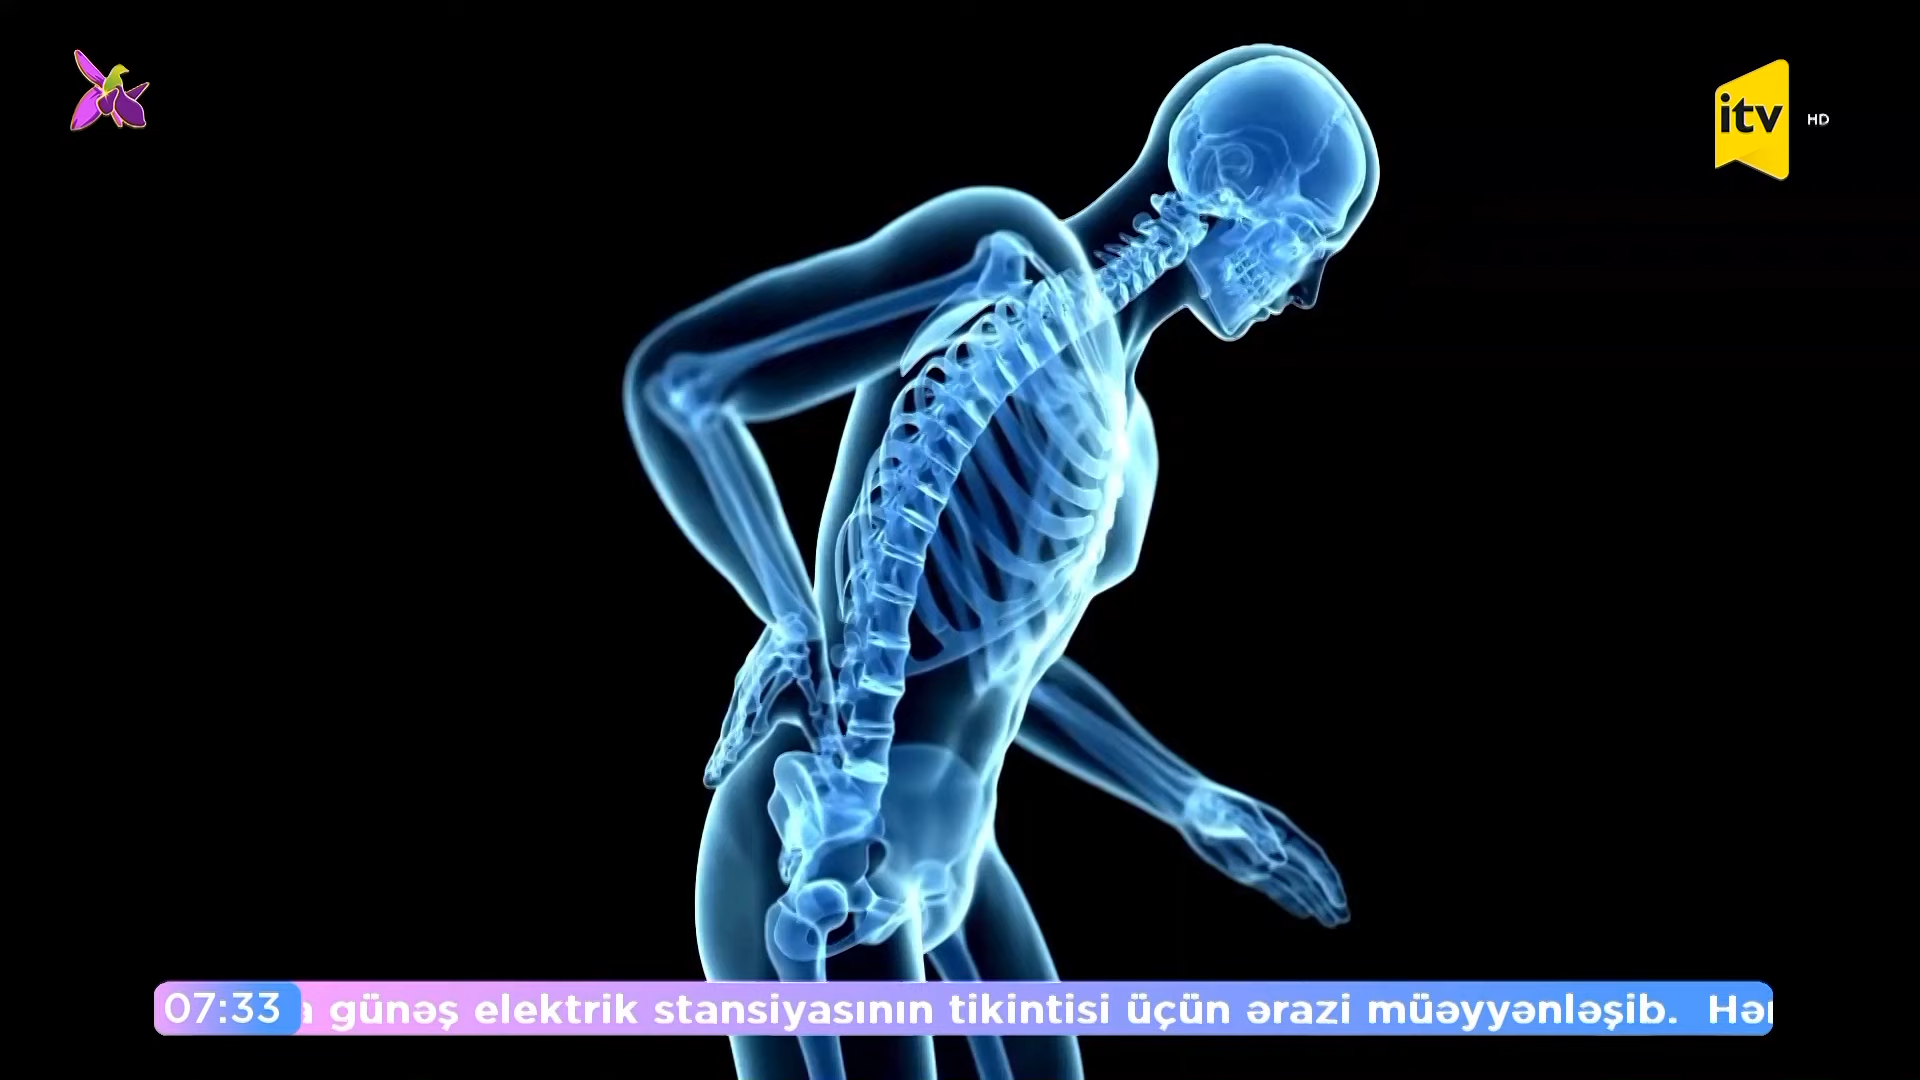 itv HD
07:33 günəş elektrik stansiyasının tikintisi üçün ərazi müəyyənləşib.